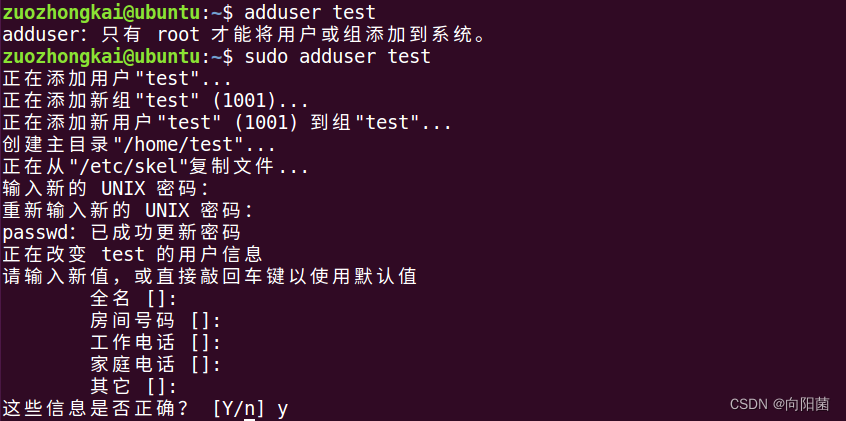 zuozhongkai@ubuntu:~$ adduser test
adduser: 只有 root 才能将用户或组添加到系统。
zuozhongkai@ubuntu:~$ sudo adduser test
正在添加用户"test"...
正在添加新组"test" (1001)...
正在添加新用户"test" (1001) 到组"test"...
创建主目录"/home/test"...
正在从"/etc/skel"复制文件...
输入新的 UNIX 密码：
重新输入新的 UNIX 密码：
passwd：已成功更新密码
正在改变 test 的用户信息
请输入新值，或直接敲回车键以使用默认值
全名 []:
房间号码 []:
工作电话 []:
家庭电话 []:
其它 []:
这些信息是否正确？ [Y/n] y
CSDN @向阳菌